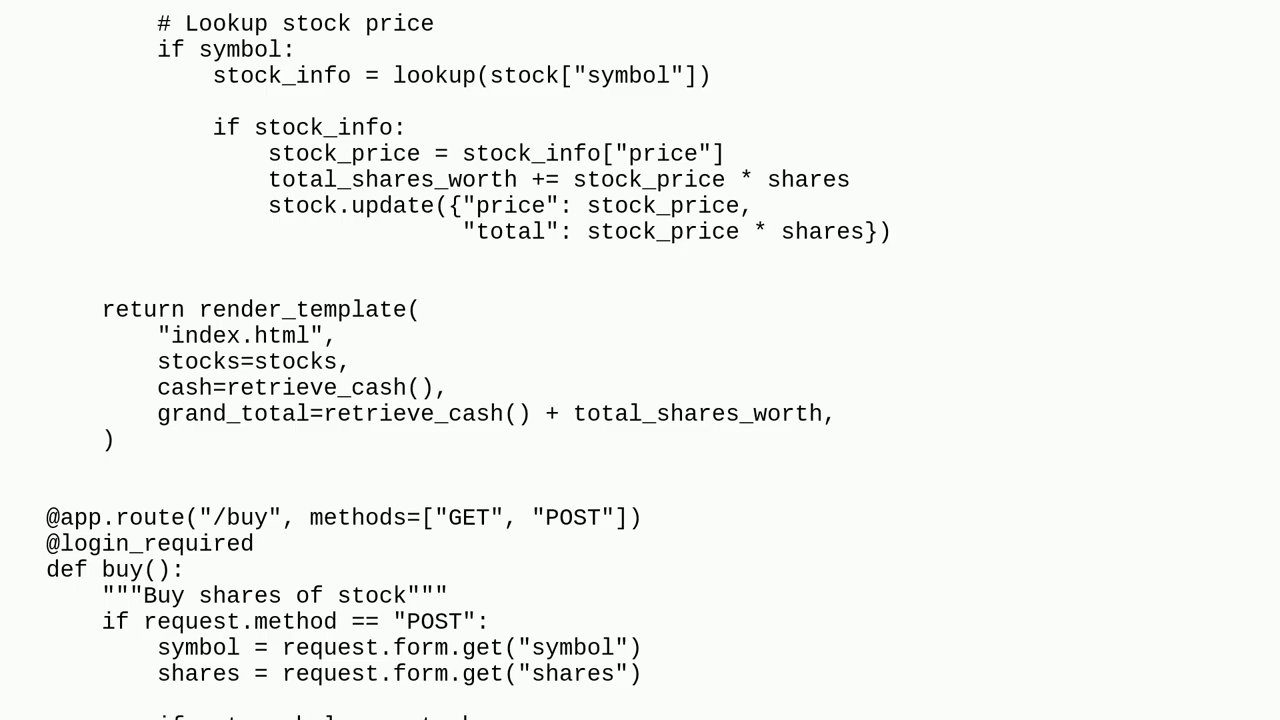 # Lookup stock price
if symbol:
stock_info = lookup(stock["symbol"])
if stock_info:
stock_price = stock_info["price"]
total_shares_worth += stock_price * shares
stock.update({"price": stock_price,
"total": stock_price * shares})
return render_template(
"index.html",
stocks=stocks,
cash=retrieve_cash(),
grand_total=retrieve_cash() + total_shares_worth,
)
@app.route("/buy", methods=["GET", "POST"])
@login_required
def buy():
"""Buy shares of stock"""
if request.method == "POST":
symbol = request.form.get("symbol")
shares = request.form.get("shares")